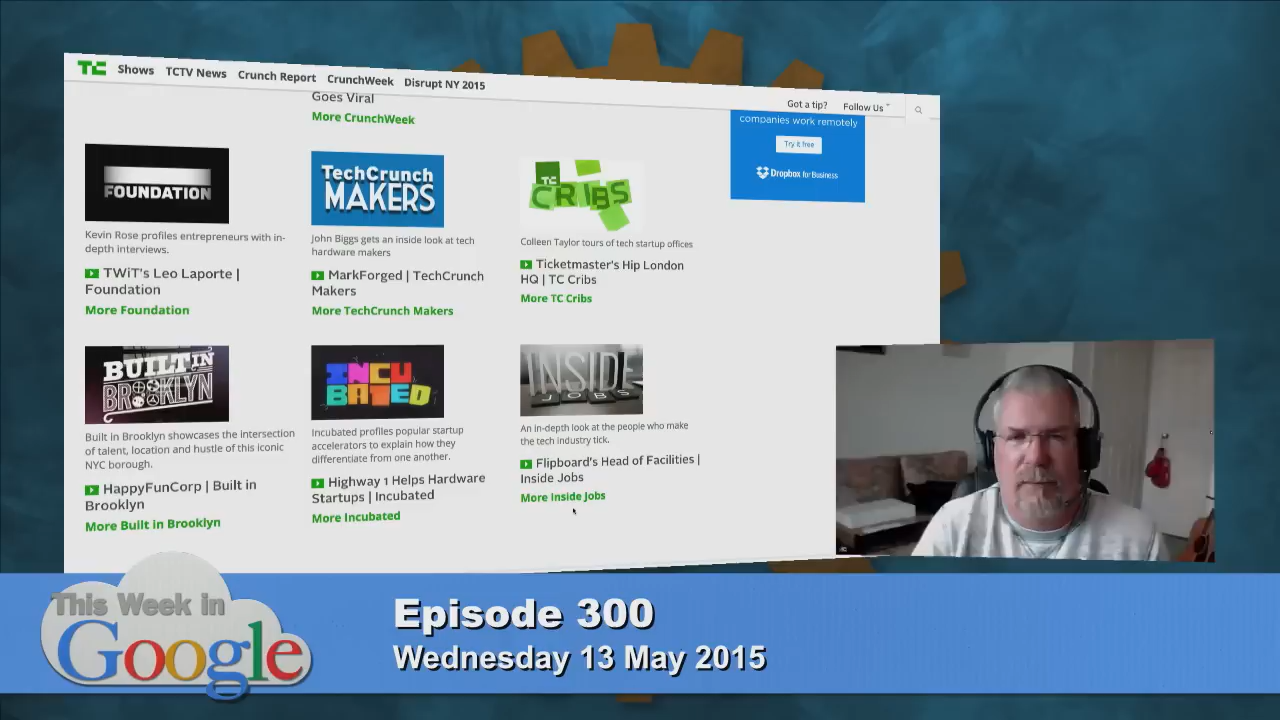 TC Shows TCTV News Crunch Report CrunchWeek Disrupt NY 2015
Got a tip? Follow Us
Goes Viral
More CrunchWeek
companies work remotely
Try it free
Dropbox for Business
FOUNDATION
Kevin Rose profiles entrepreneurs with in-
depth interviews.
TWiT's Leo Laporte |
Foundation
More Foundation
TechCrunch
MAKERS
John Biggs gets an inside look at tech
hardware makers
MarkForged | TechCrunch
Makers
More TechCrunch Makers
TC
CRIBS
Colleen Taylor tours of tech startup offices
Ticketmaster's Hip London
HQ | TC Cribs
More TC Cribs
BUILT IN
BROOKLYN
Built in Brooklyn showcases the intersection
of talent, location and hustle of this iconic
NYC borough.
HappyFunCorp | Built in
Brooklyn
More Built in Brooklyn
INCU
BATED
Incubated profiles popular startup
accelerators to explain how they
differentiate from one another.
Highway 1 Helps Hardware
Startups | Incubated
More Incubated
INSIDE
JOBS
An in-depth look at the people who make
the tech industry tick.
Flipboard's Head of Facilities |
Inside Jobs
More Inside Jobs
This Week in
Google
Episode 300
Wednesday 13 May 2015